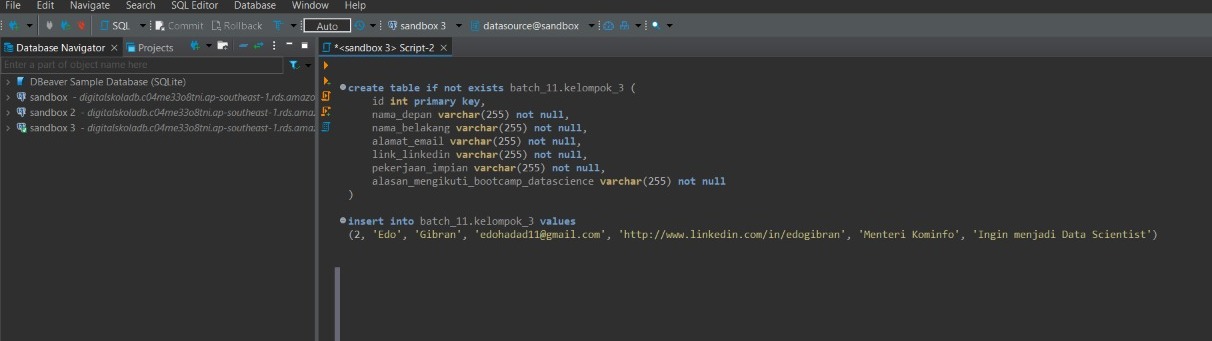 File Edit Navigate Search SQL Editor Database Window Help
SQL Commit Rollback Auto sandbox 3 datasource@sandbox
Database Navigator Projects *<sandbox 3> Script-2
Enter a part of object name here
DBeaver Sample Database (SQLite)
sandbox - digitalskoladb.c04me33o8tni.ap-southeast-1.rds.amazo
sandbox 2 - digitalskoladb.c04me33o8tni.ap-southeast-1.rds.ama
sandbox 3 - digitalskoladb.c04me33o8tni.ap-southeast-1.rds.ama
create table if not exists batch_11.kelompok_3 (
id int primary key,
nama_depan varchar(255) not null,
nama_belakang varchar(255) not null,
alamat_email varchar(255) not null,
link_linkedin varchar(255) not null,
pekerjaan_impian varchar(255) not null,
alasan_mengikuti_bootcamp_datascience varchar(255) not null
)
insert into batch_11.kelompok_3 values
(2, 'Edo', 'Gibran', 'edohadad11@gmail.com', 'http://www.linkedin.com/in/edogibran', 'Menteri Kominfo', 'Ingin menjadi Data Scientist')